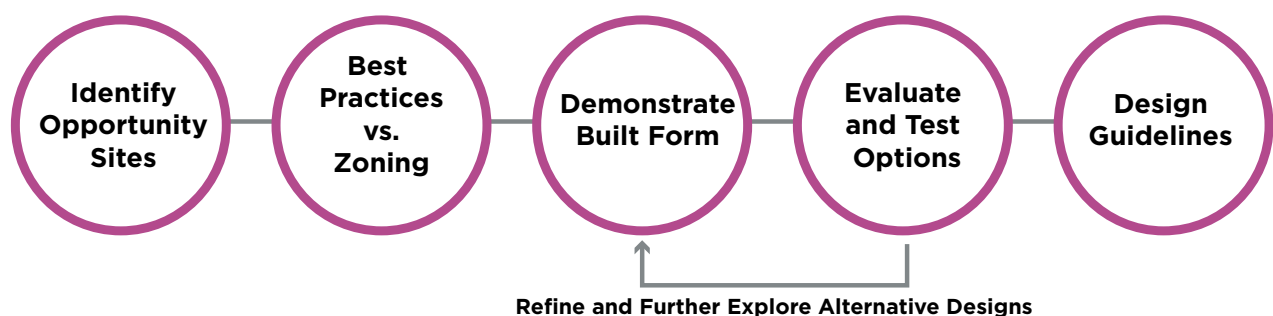 Identify
Opportunity
Sites
Best
Practices
vs.
Zoning
Demonstrate
Built Form
Evaluate
and Test
Options
Design
Guidelines
Refine and Further Explore Alternative Designs